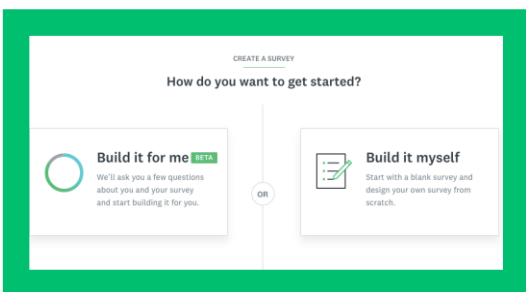 CREATE A SURVEY
How do you want to get started?
Build it for me BETA
We'll ask you a few questions
about you and your survey
and start building it for you.
OR
Build it myself
Start with a blank survey and
design your own survey from
scratch.